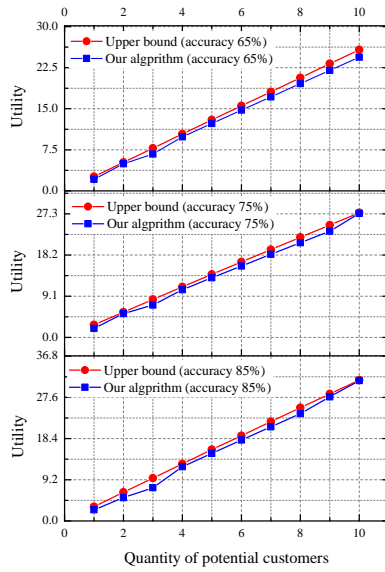 0 2 4 6 8 10
30.0
Upper bound (accuracy 65%)
Our algprithm (accuracy 65%)
22.5
15.0
7.5
0.0
Utility
Upper bound (accuracy 75%)
Our algprithm (accuracy 75%)
27.3
18.2
9.1
0.0
Utility
36.8
Upper bound (accuracy 85%)
Our algprithm (accuracy 85%)
27.6
18.4
9.2
0.0
Utility
0 2 4 6 8 10
Quantity of potential customers